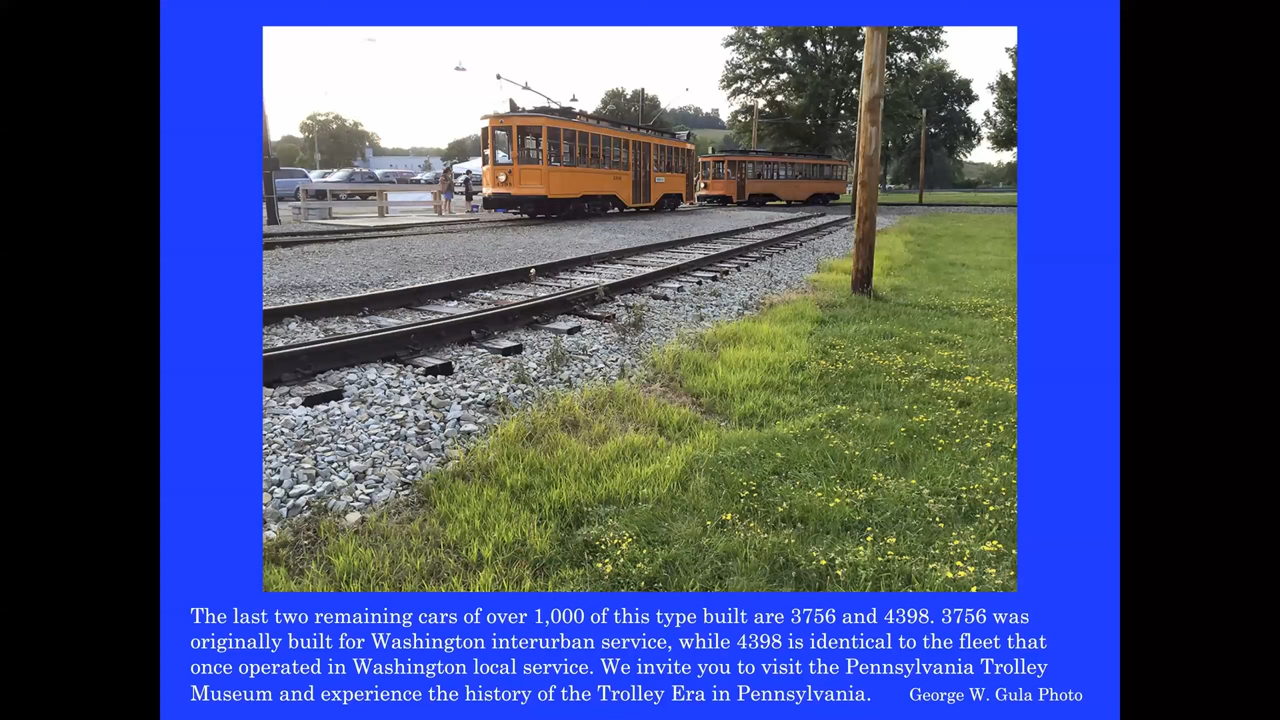 The last two remaining cars of over 1,000 of this type built are 3756 and 4398. 3756 was
originally built for Washington interurban service, while 4398 is identical to the fleet that
once operated in Washington local service. We invite you to visit the Pennsylvania Trolley
Museum and experience the history of the Trolley Era in Pennsylvania. George W. Gula Photo